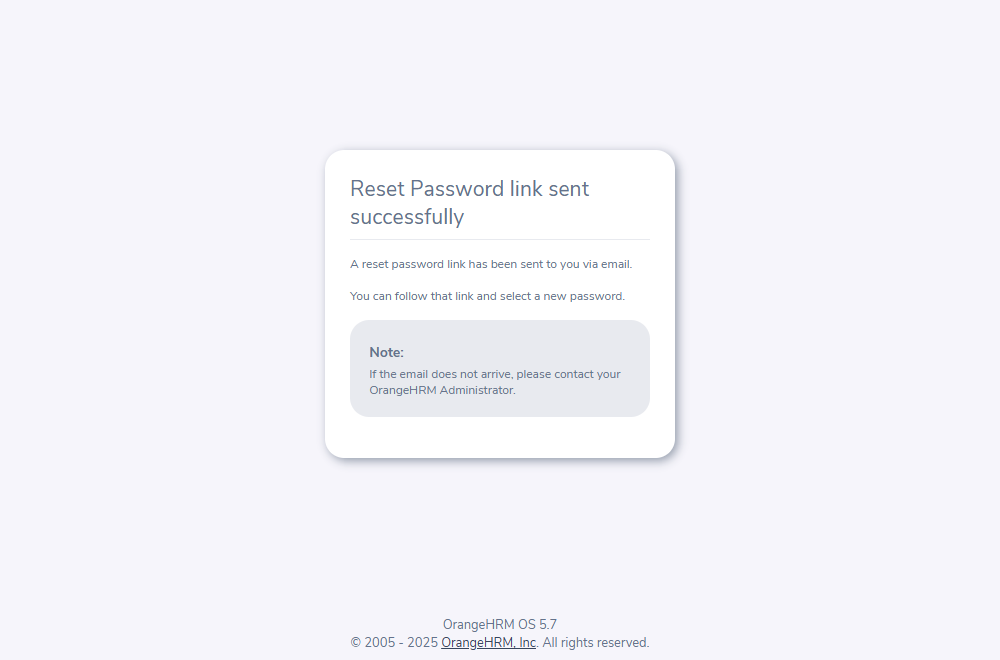 Reset Password link sent
successfully
A reset password link has been sent to you via email.
You can follow that link and select a new password.
Note:
If the email does not arrive, please contact your
OrangeHRM Administrator.
OrangeHRM OS 5.7
© 2005 - 2025 OrangeHRM, Inc. All rights reserved.